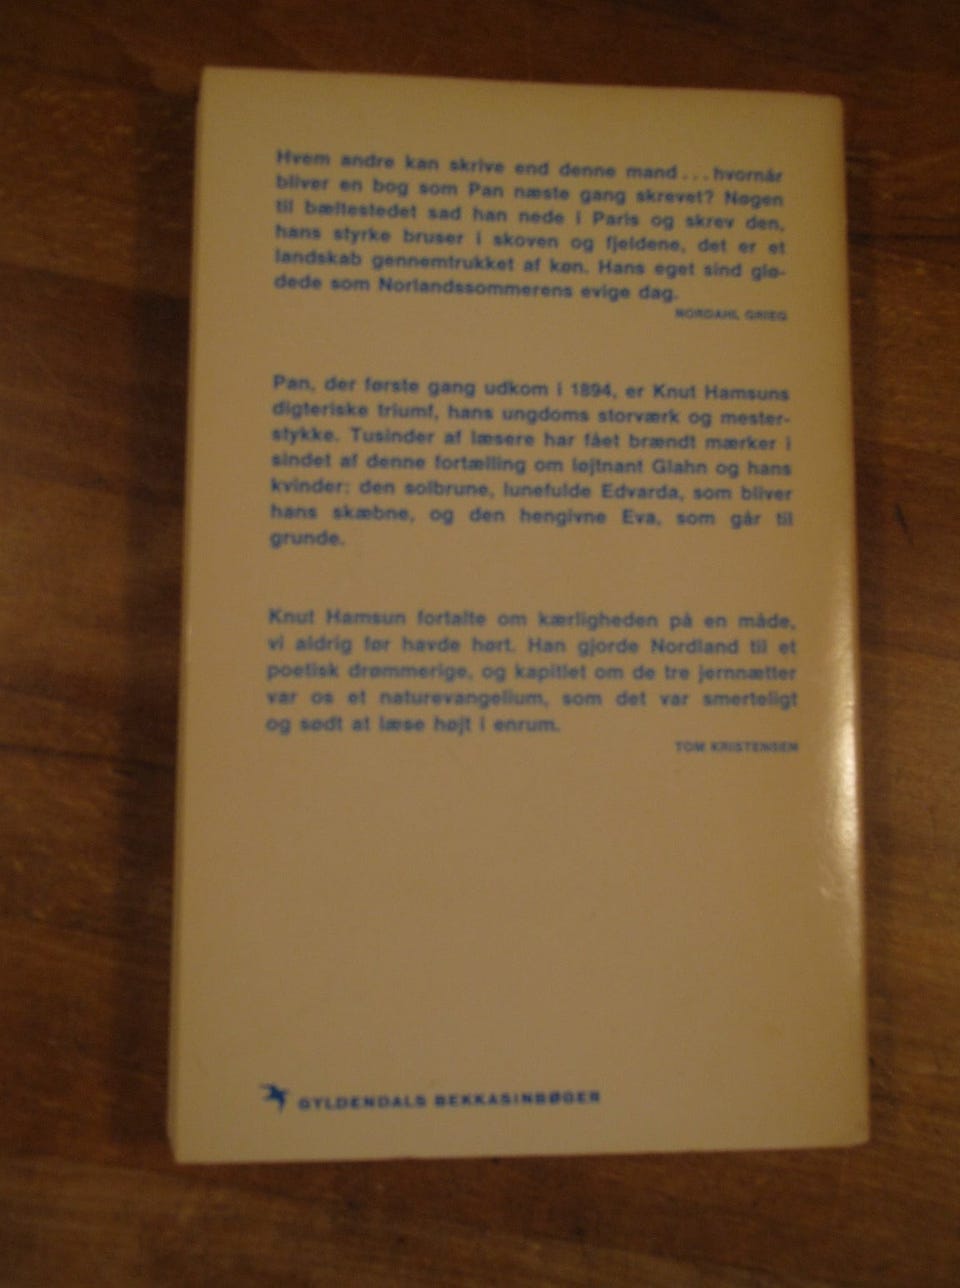 Hvem andre kan skrive end denne mand...hvornår
bliver en bog som Pan næste gang skrevet? Nøgen
til bæltestedet sad han nede i Paris og skrev den,
hans styrke bruser i skoven og fjeldene, det er et
landskab gennemtrukket af køn. Hans eget sind glø-
dede som Norlandssommerens evige dag.
NORDAHL GRIEG
Pan, der første gang udkom i 1894, er Knut Hamsuns
digteriske triumf, hans ungdoms storværk og mester-
stykke. Tusinder af læsere har fået brændt mærker i
sindet af denne fortælling om løjtnant Glahn og hans
kvinder: den solbrune, lunefulde Edvarda, som bliver
hans skæbne, og den hengivne Eva, som går til
grunde.
Knut Hamsun fortalte om kærligheden på en måde,
vi aldrig før havde hørt. Han gjorde Nordland til et
poetisk drømmerige, og kapitlet om de tre jernnætter
var os et naturevangelium, som det var smerteligt
og sødt at læse højt i enrum.
TOM KRISTENSEN
GYLDENDALS BEKKASINBØGER